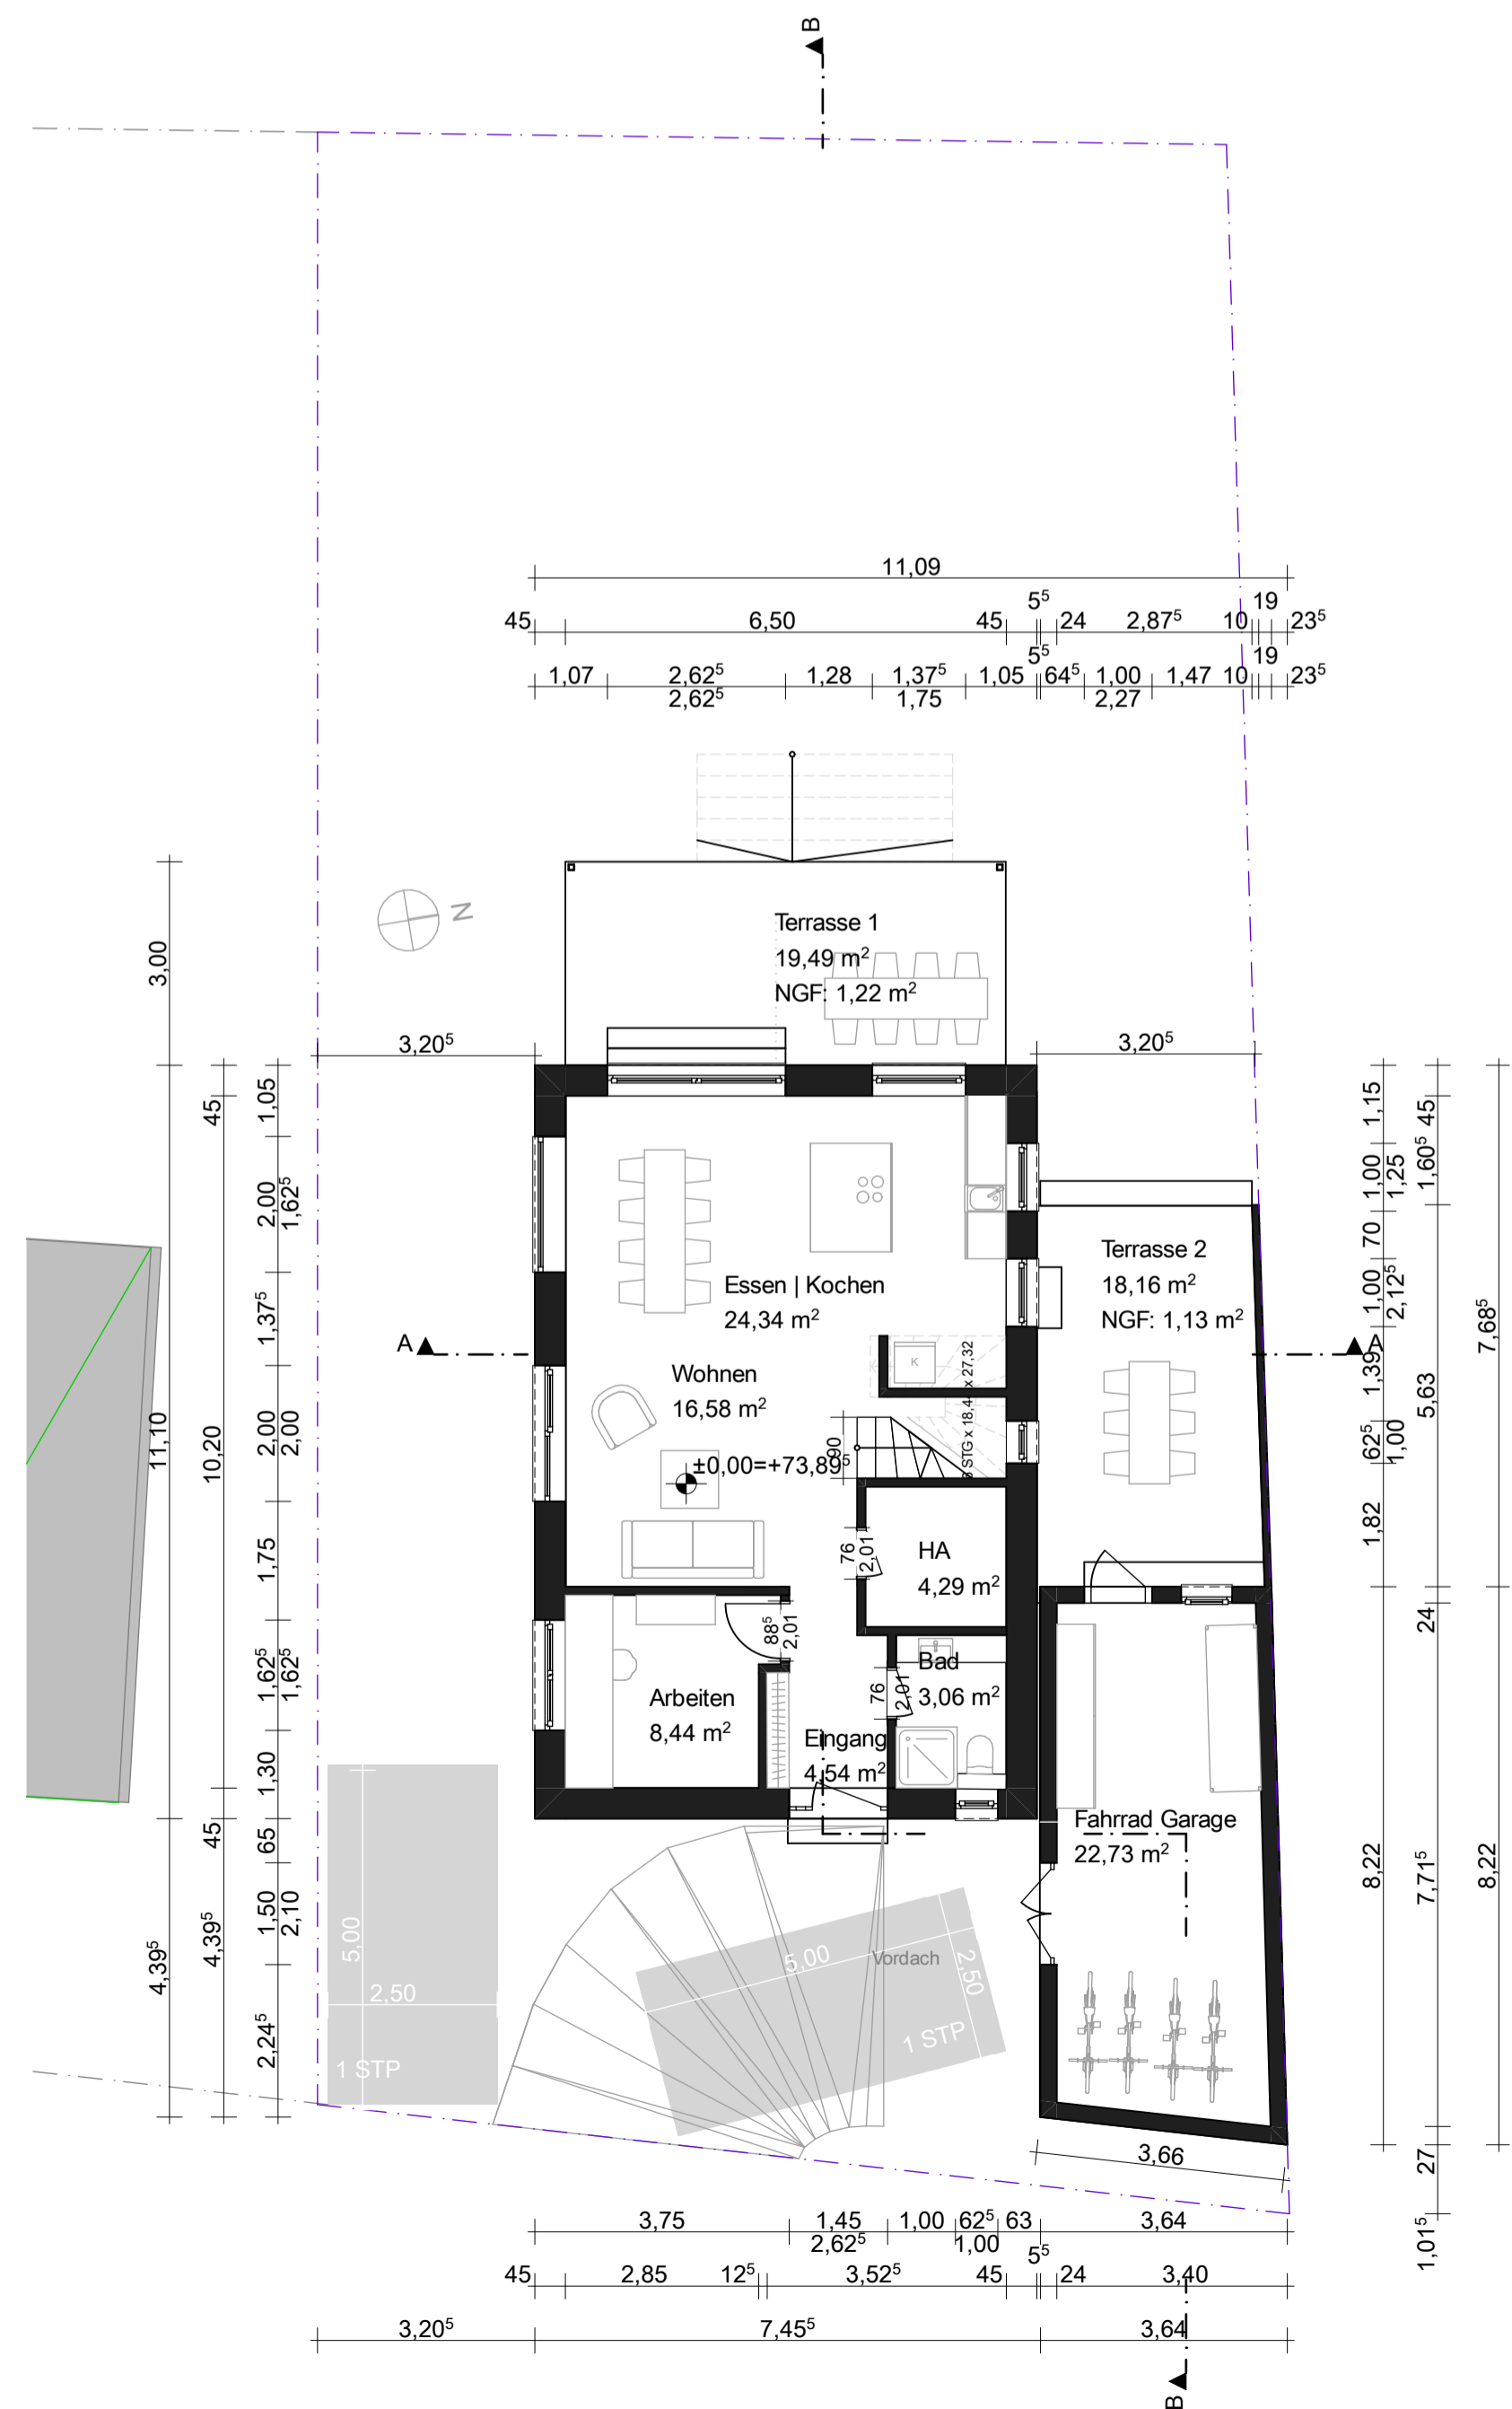 B
11,09
5⁵ 19
45 6,50 45 24 2,87⁵ 10 23⁵
5⁵ 19
1,07 2,62⁵ 1,28 1,37⁵ 1,05 64⁵ 1,00 1,47 10 23⁵
2,62⁵ 1,75 2,27
N
Terrasse 1
19,49 m²
NGF: 1,22 m²
3,00
3,20⁵
3,20⁵
45
1,05
1,15
45
1,00
1,25
1,60⁵
2,00
1,62⁵
70
Terrasse 2
18,16 m²
NGF: 1,13 m²
Essen | Kochen
24,34 m²
1,00
2,12⁵
1,37⁵
7,68⁵
A
A
K
Wohnen
16,58 m²
1,39
5,63
11,10
10,20
2,00
2,00
62⁵
1,00
90
STG x 18,4 x 27,32
±0,00=+73,89⁵
1,75
1,82
76
2,01
HA
4,29 m²
24
88⁵
2,01
1,62⁵
1,62⁵
Bad
3,06 m²
76
2,01
Arbeiten
8,44 m²
Eingang
4,54 m²
1,30
45
65
Fahrrad Garage
22,73 m²
8,22
7,71⁵
8,22
4,39⁵
4,39⁵
1,50
2,10
5,00
2,50
1 STP
5,00
Vordach
2,50
1 STP
2,24⁵
3,66
27
1,01⁵
3,75 1,45 1,00 62⁵ 63 3,64
2,62⁵ 1,00
5⁵
45 2,85 12⁵ 3,52⁵ 45 24 3,40
3,20⁵ 7,45⁵ 3,64
B